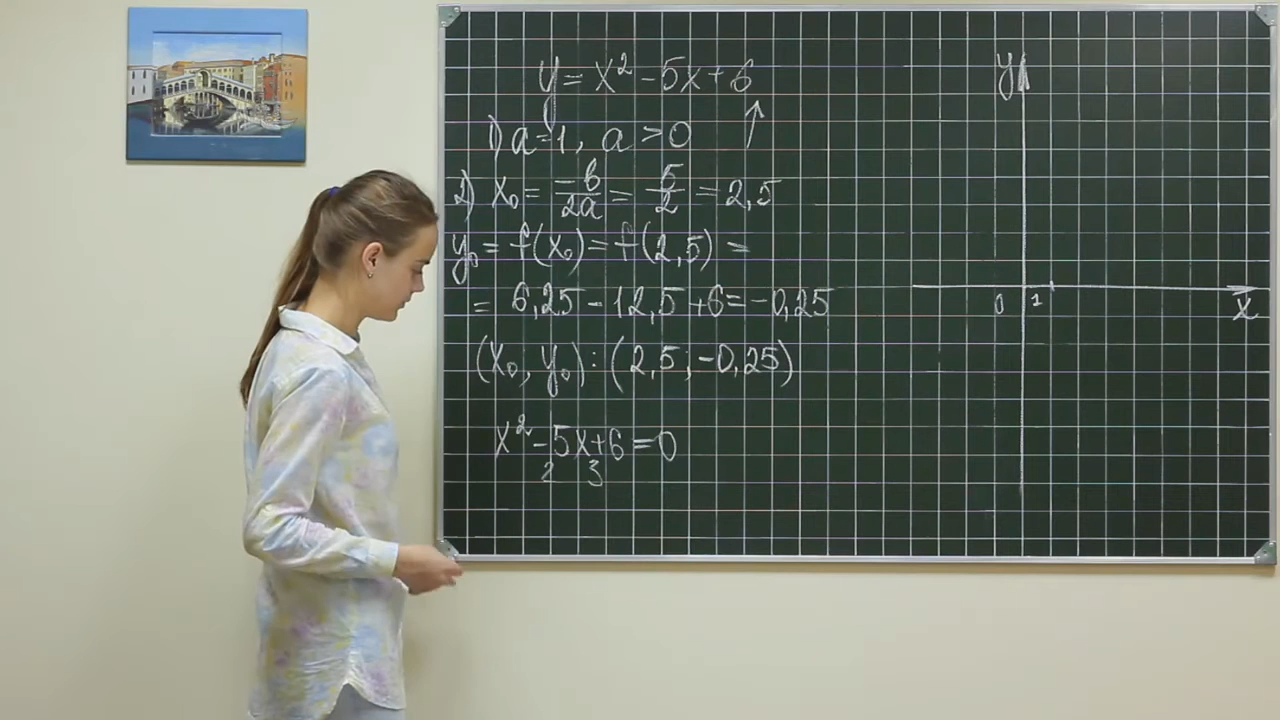 y = x² - 5x + 6
1) a = 1, a > 0 ↑
2) x₀ = -b/2a = 5/2 = 2,5
y₀ = f(x₀) = f(2,5) =
= 6,25 - 12,5 + 6 = -0,25
(x₀, y₀) : (2,5 ; -0,25)
x² - 5x + 6 = 0
2 3
y
0 1 x